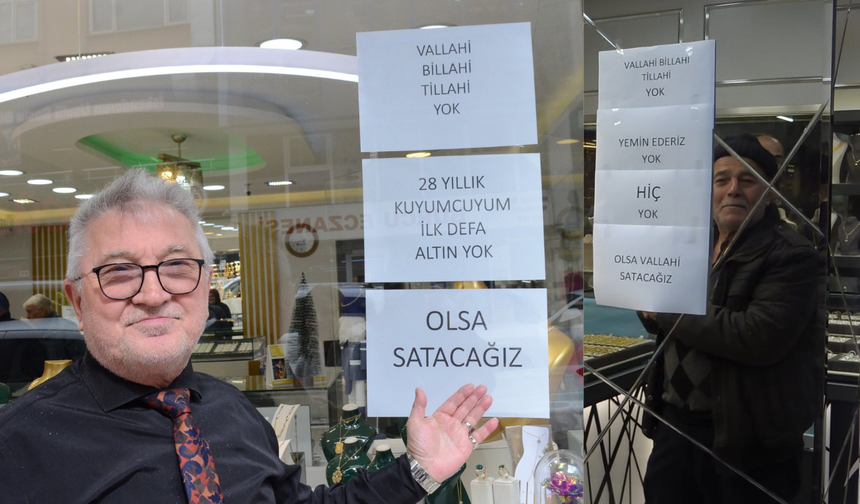 VALLAHİ
BİLLAHİ
TİLLAHİ
YOK
28 YILLIK
KUYUMCUYUM
İLK DEFA
ALTIN YOK
OLSA
SATACAĞIZ
ECZANESİ
VALLAHİ BİLLAHİ
TİLLAHİ
YOK
YEMİN EDERİZ
YOK
HİÇ
YOK
OLSA VALLAHİ
SATACAĞIZ